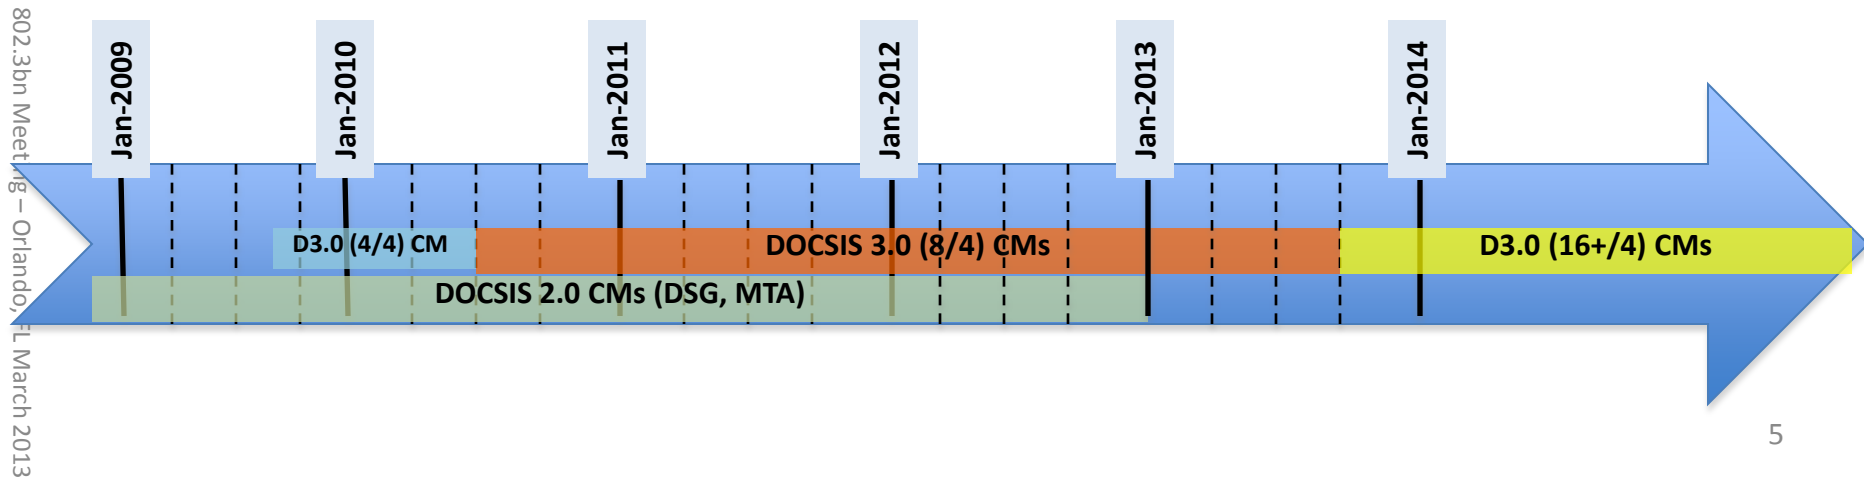 802.3bn Meeting – Orlando, FL March 2013
Jan-2009
Jan-2010
Jan-2011
Jan-2012
Jan-2013
Jan-2014
D3.0 (4/4) CM
DOCSIS 3.0 (8/4) CMs
D3.0 (16+/4) CMs
DOCSIS 2.0 CMs (DSG, MTA)
5